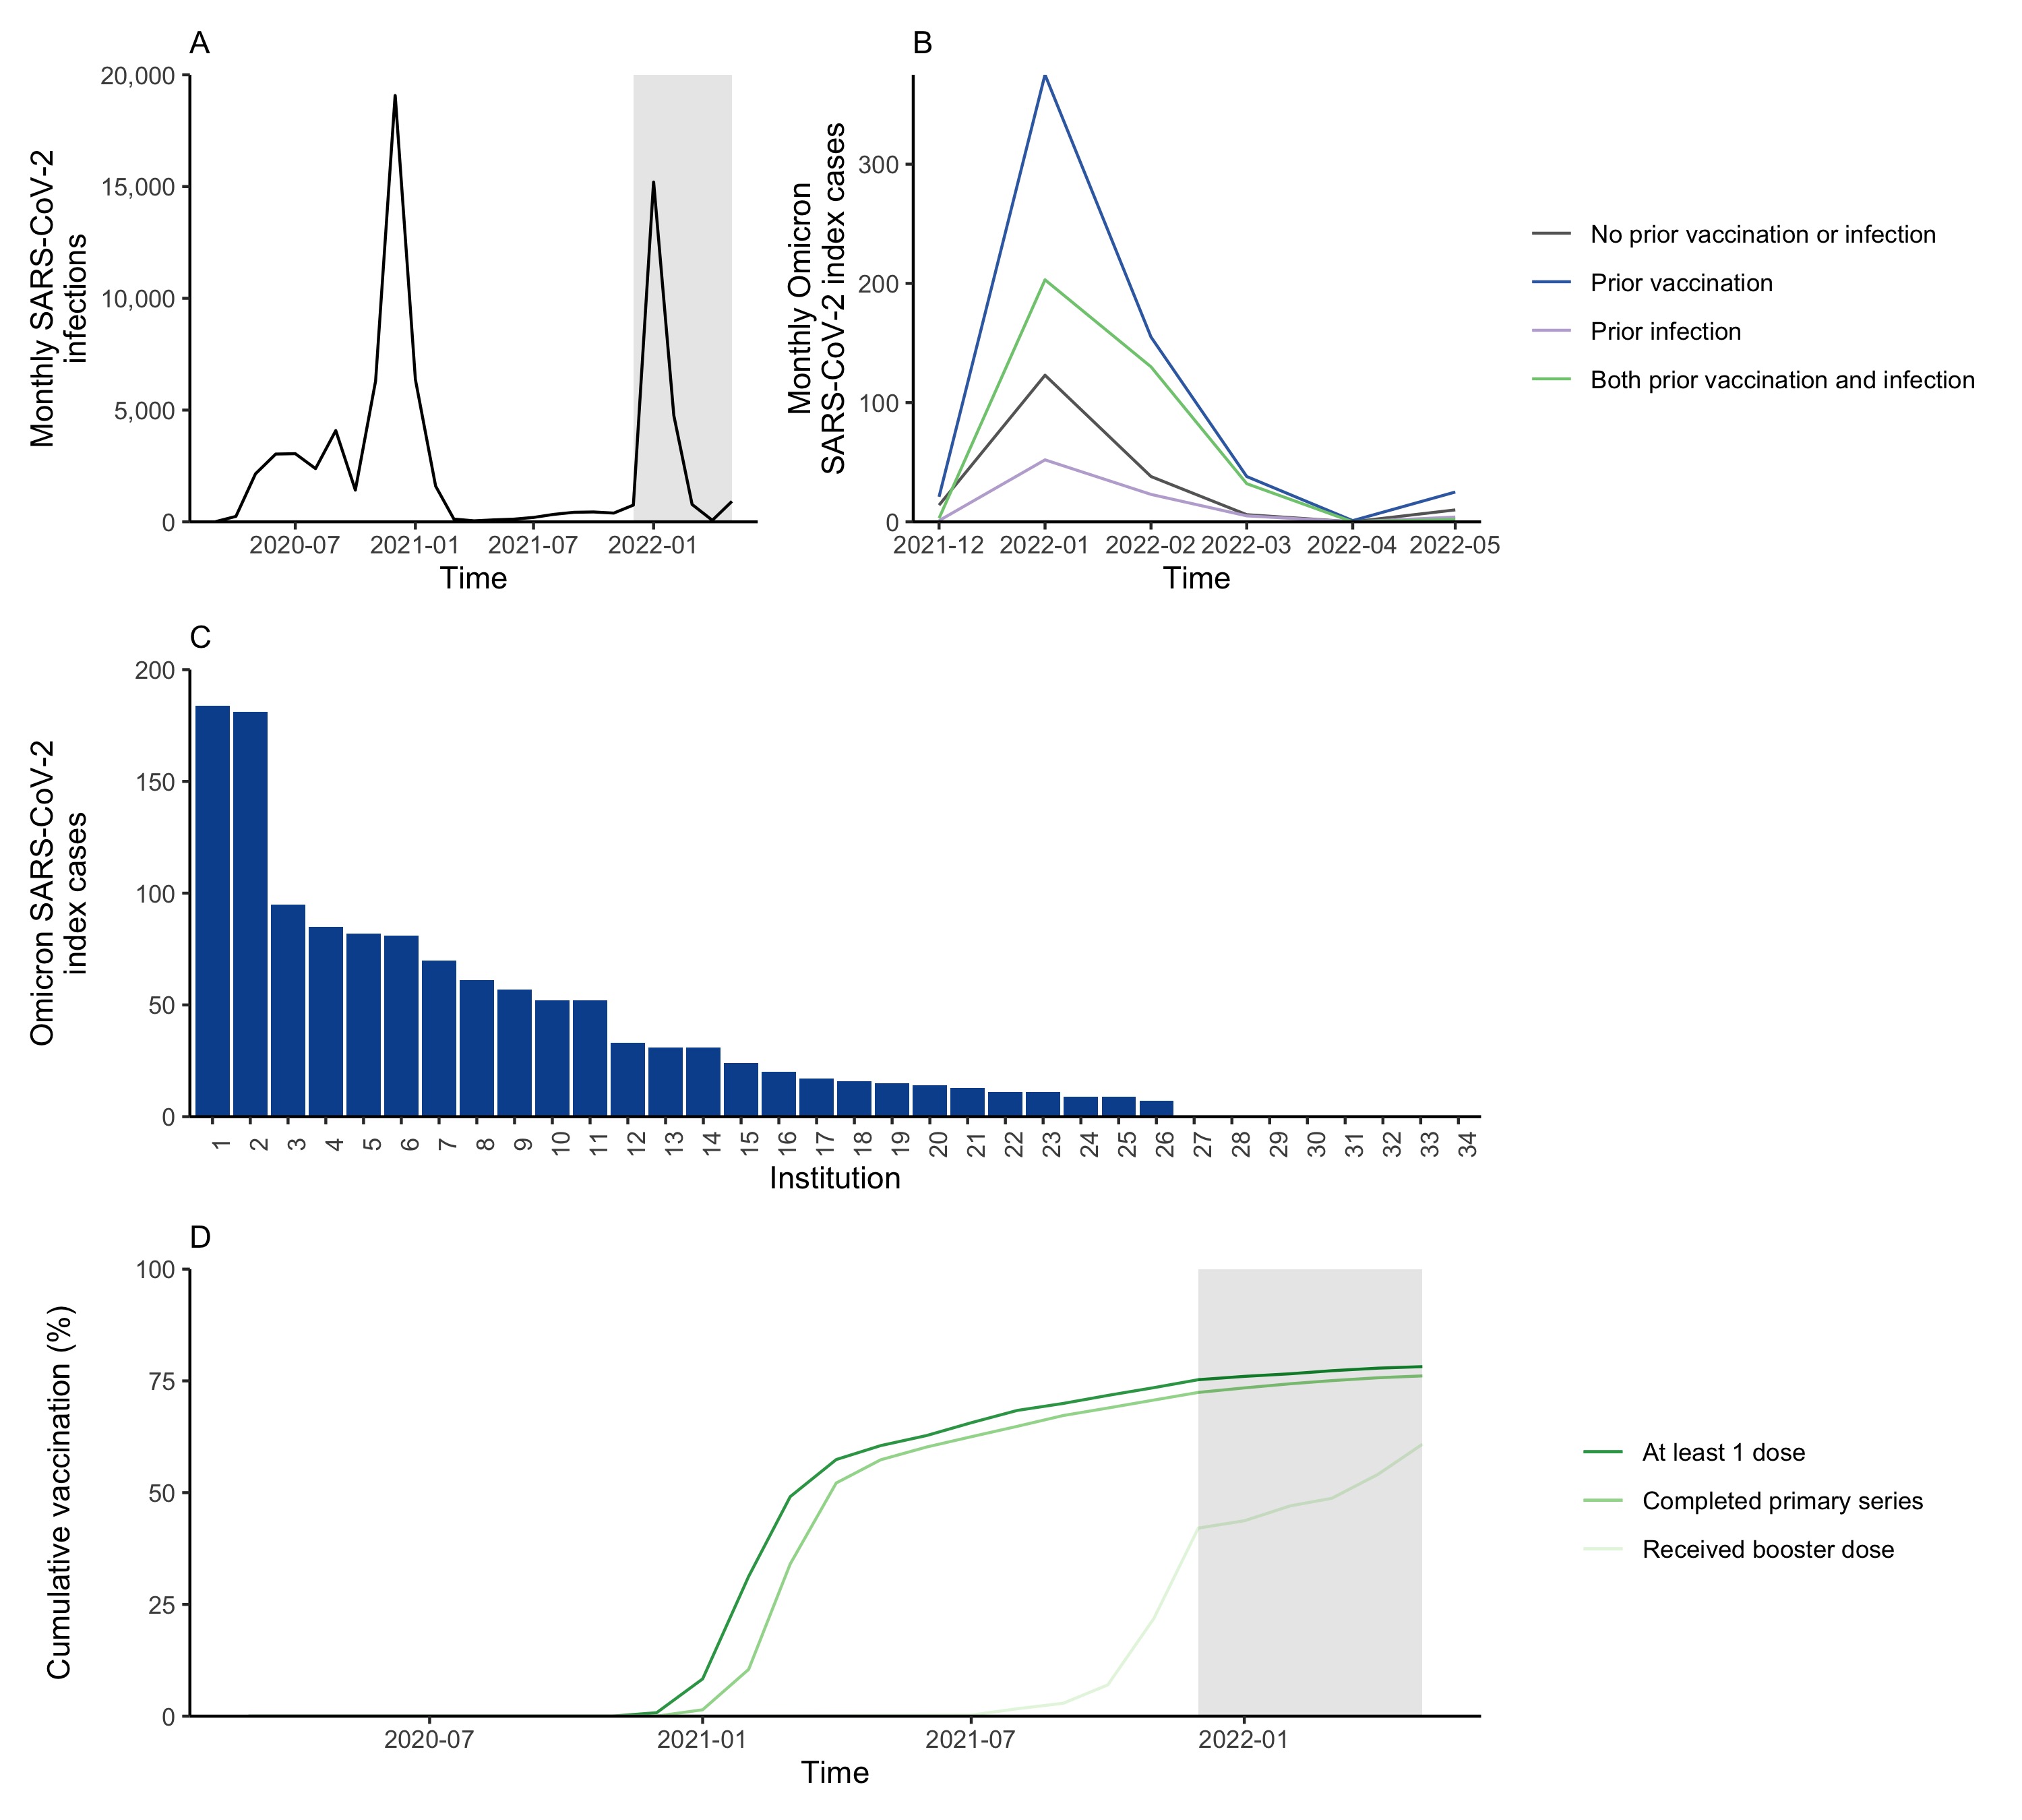 A
Monthly SARS-CoV-2
infections
20,000
15,000
10,000
5,000
0
2020-07 2021-01 2021-07 2022-01
Time
B
Monthly Omicron
SARS-CoV-2 index cases
300
200
100
0
2021-12 2022-01 2022-02 2022-03 2022-04 2022-05
Time
No prior vaccination or infection
Prior vaccination
Prior infection
Both prior vaccination and infection
C
Omicron SARS-CoV-2
index cases
200
150
100
50
0
1 2 3 4 5 6 7 8 9 10 11 12 13 14 15 16 17 18 19 20 21 22 23 24 25 26 27 28 29 30 31 32 33 34
Institution
D
Cumulative vaccination (%)
100
75
50
25
0
2020-07 2021-01 2021-07 2022-01
Time
At least 1 dose
Completed primary series
Received booster dose